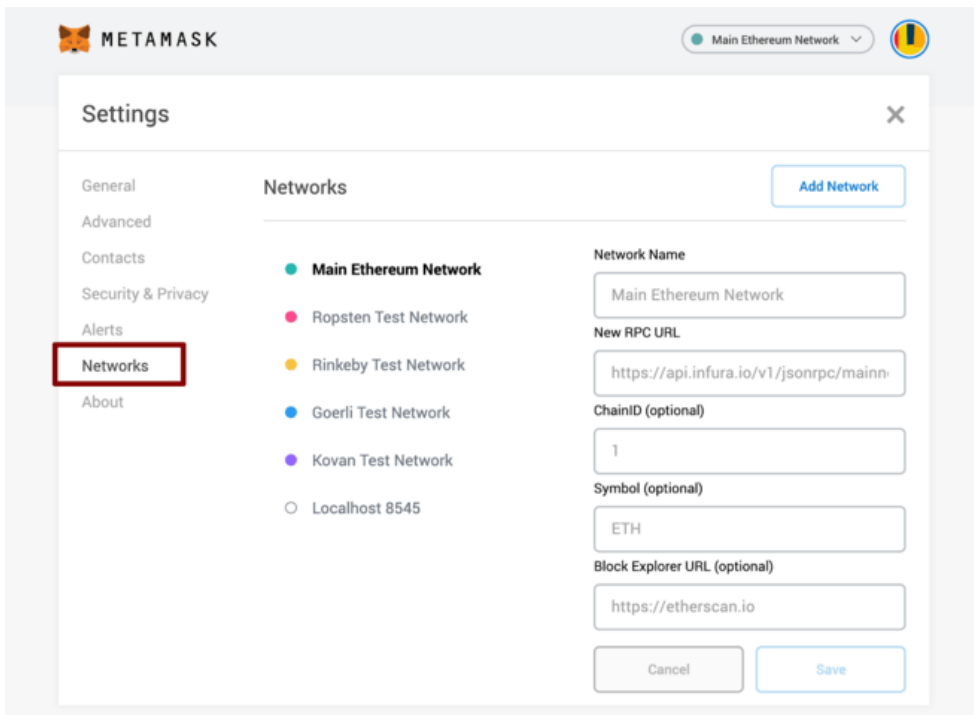 METAMASK
Main Ethereum Network
Settings
General
Advanced
Contacts
Security & Privacy
Alerts
Networks
About
Networks
Add Network
Main Ethereum Network
Ropsten Test Network
Rinkeby Test Network
Goerli Test Network
Kovan Test Network
Localhost 8545
Network Name
Main Ethereum Network
New RPC URL
https://api.infura.io/v1/jsonrpc/mainn
ChainID (optional)
1
Symbol (optional)
ETH
Block Explorer URL (optional)
https://etherscan.io
Cancel
Save